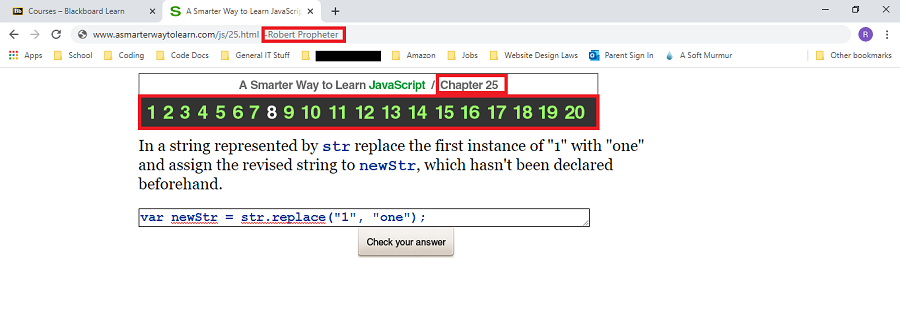 Courses – Blackboard Learn
A Smarter Way to Learn JavaScrip
www.asmarterwaytolearn.com/js/25.html -Robert Propheter
R
Apps School Coding Code Docs General IT Stuff Amazon Jobs Website Design Laws Parent Sign In A Soft Murmur Other bookmarks
A Smarter Way to Learn JavaScript / Chapter 25
1 2 3 4 5 6 7 8 9 10 11 12 13 14 15 16 17 18 19 20
In a string represented by str replace the first instance of "1" with "one"
and assign the revised string to newStr, which hasn't been declared
beforehand.
var newStr = str.replace("1", "one");
Check your answer